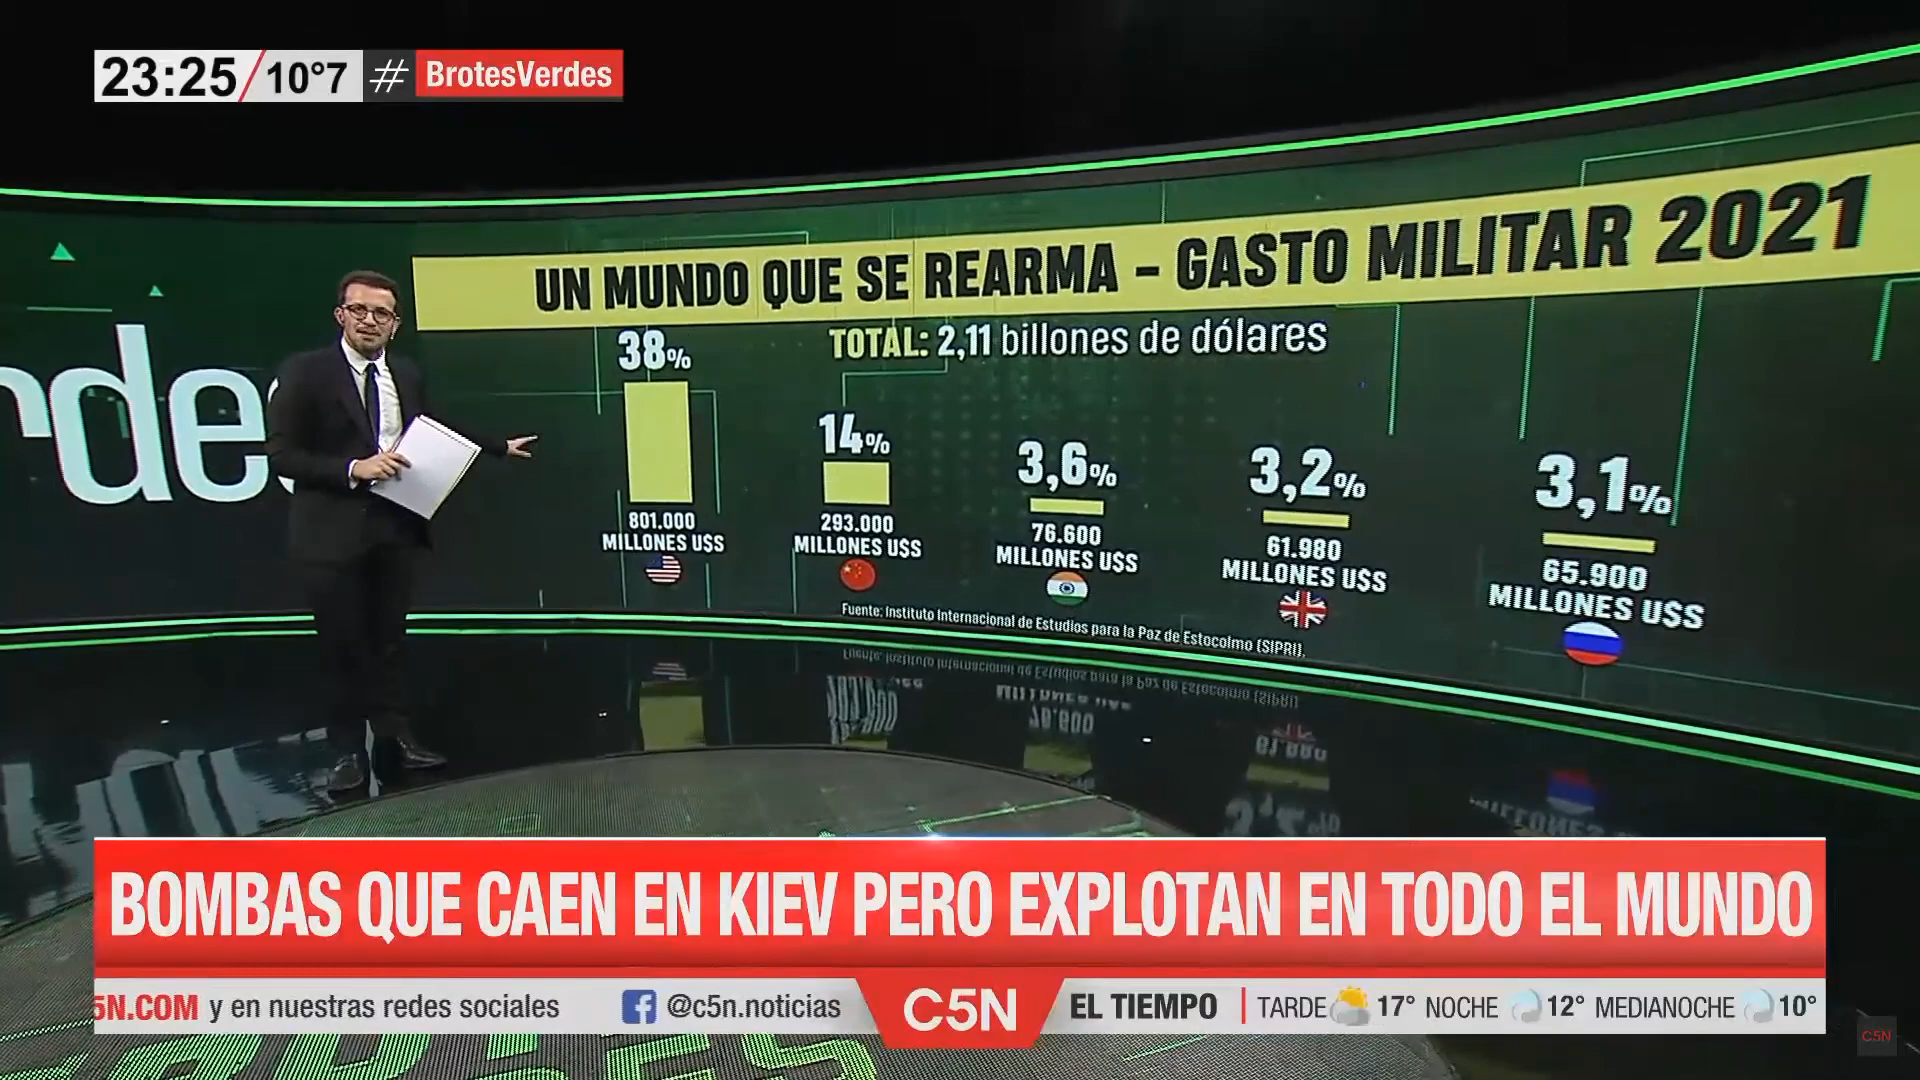 23:25/10°7 # BrotesVerdes
UN MUNDO QUE SE REARMA - GASTO MILITAR 2021
TOTAL: 2,11 billones de dólares
38%
801.000
MILLONES U$S
14%
293.000
MILLONES U$S
3,6%
76.600
MILLONES U$S
3,2%
61.980
MILLONES U$S
3,1%
65.900
MILLONES U$S
Fuente: Instituto Internacional de Estudios para la Paz de Estocolmo (SIPRI),
rdes
BOMBAS QUE CAEN EN KIEV PERO EXPLOTAN EN TODO EL MUNDO
5N.COM y en nuestras redes sociales @c5n.noticias C5N EL TIEMPO TARDE 17° NOCHE 12° MEDIANOCHE 10°
C5N